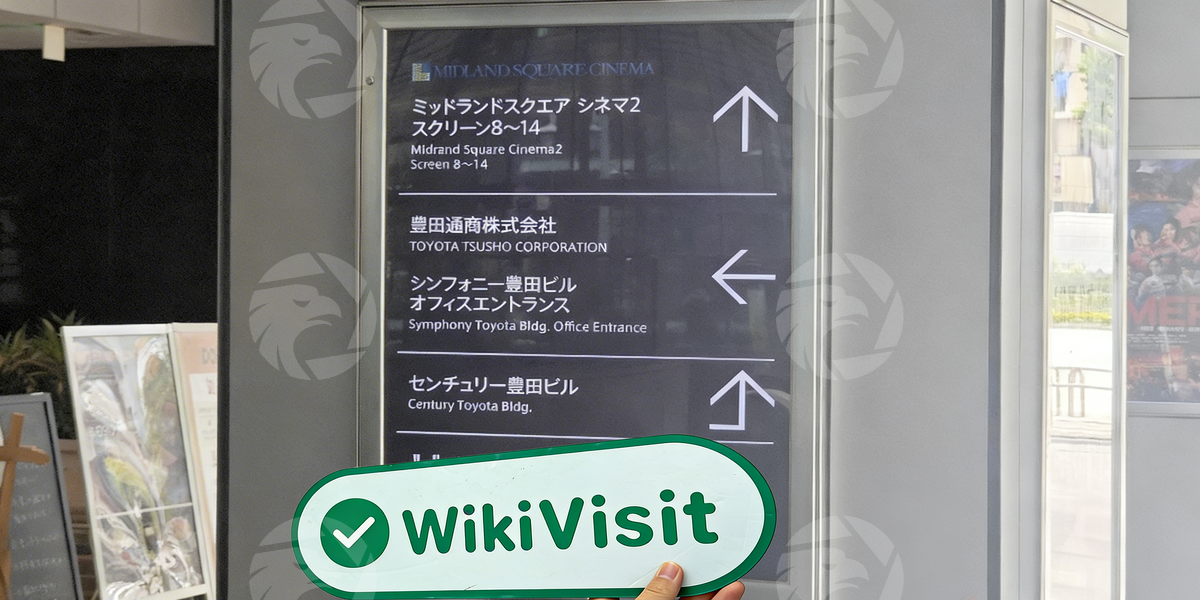 MIDLAND SQUARE CINEMA
ミッドランドスクエア シネマ2
スクリーン8～14
Midrand Square Cinema2
Screen 8～14
豊田通商株式会社
TOYOTA TSUSHO CORPORATION
シンフォニー豊田ビル
オフィスエントランス
Symphony Toyota Bldg. Office Entrance
センチュリー豊田ビル
Century Toyota Bldg.
WikiVisit